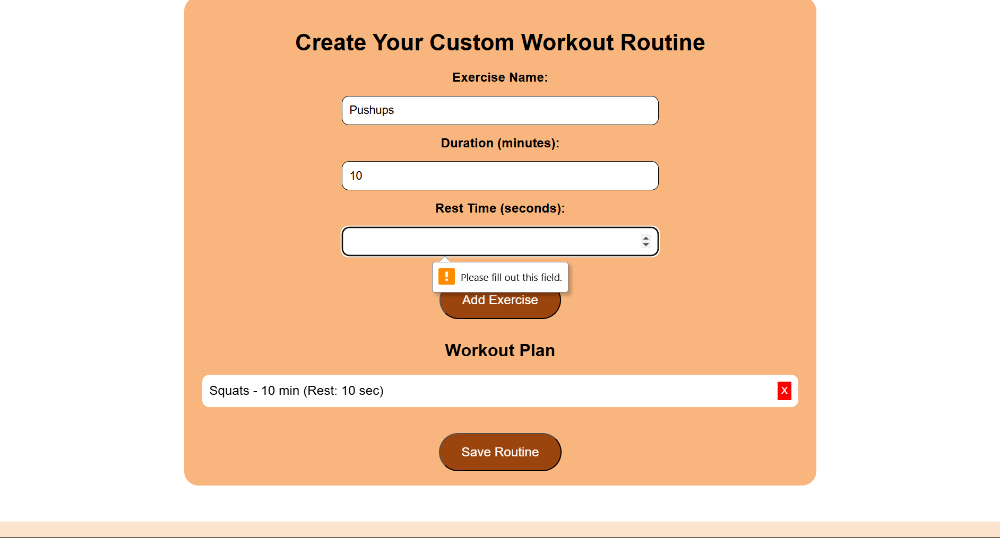 Create Your Custom Workout Routine
Exercise Name:
Pushups
Duration (minutes):
10
Rest Time (seconds):
Please fill out this field.
Add Exercise
Workout Plan
Squats - 10 min (Rest: 10 sec)
X
Save Routine